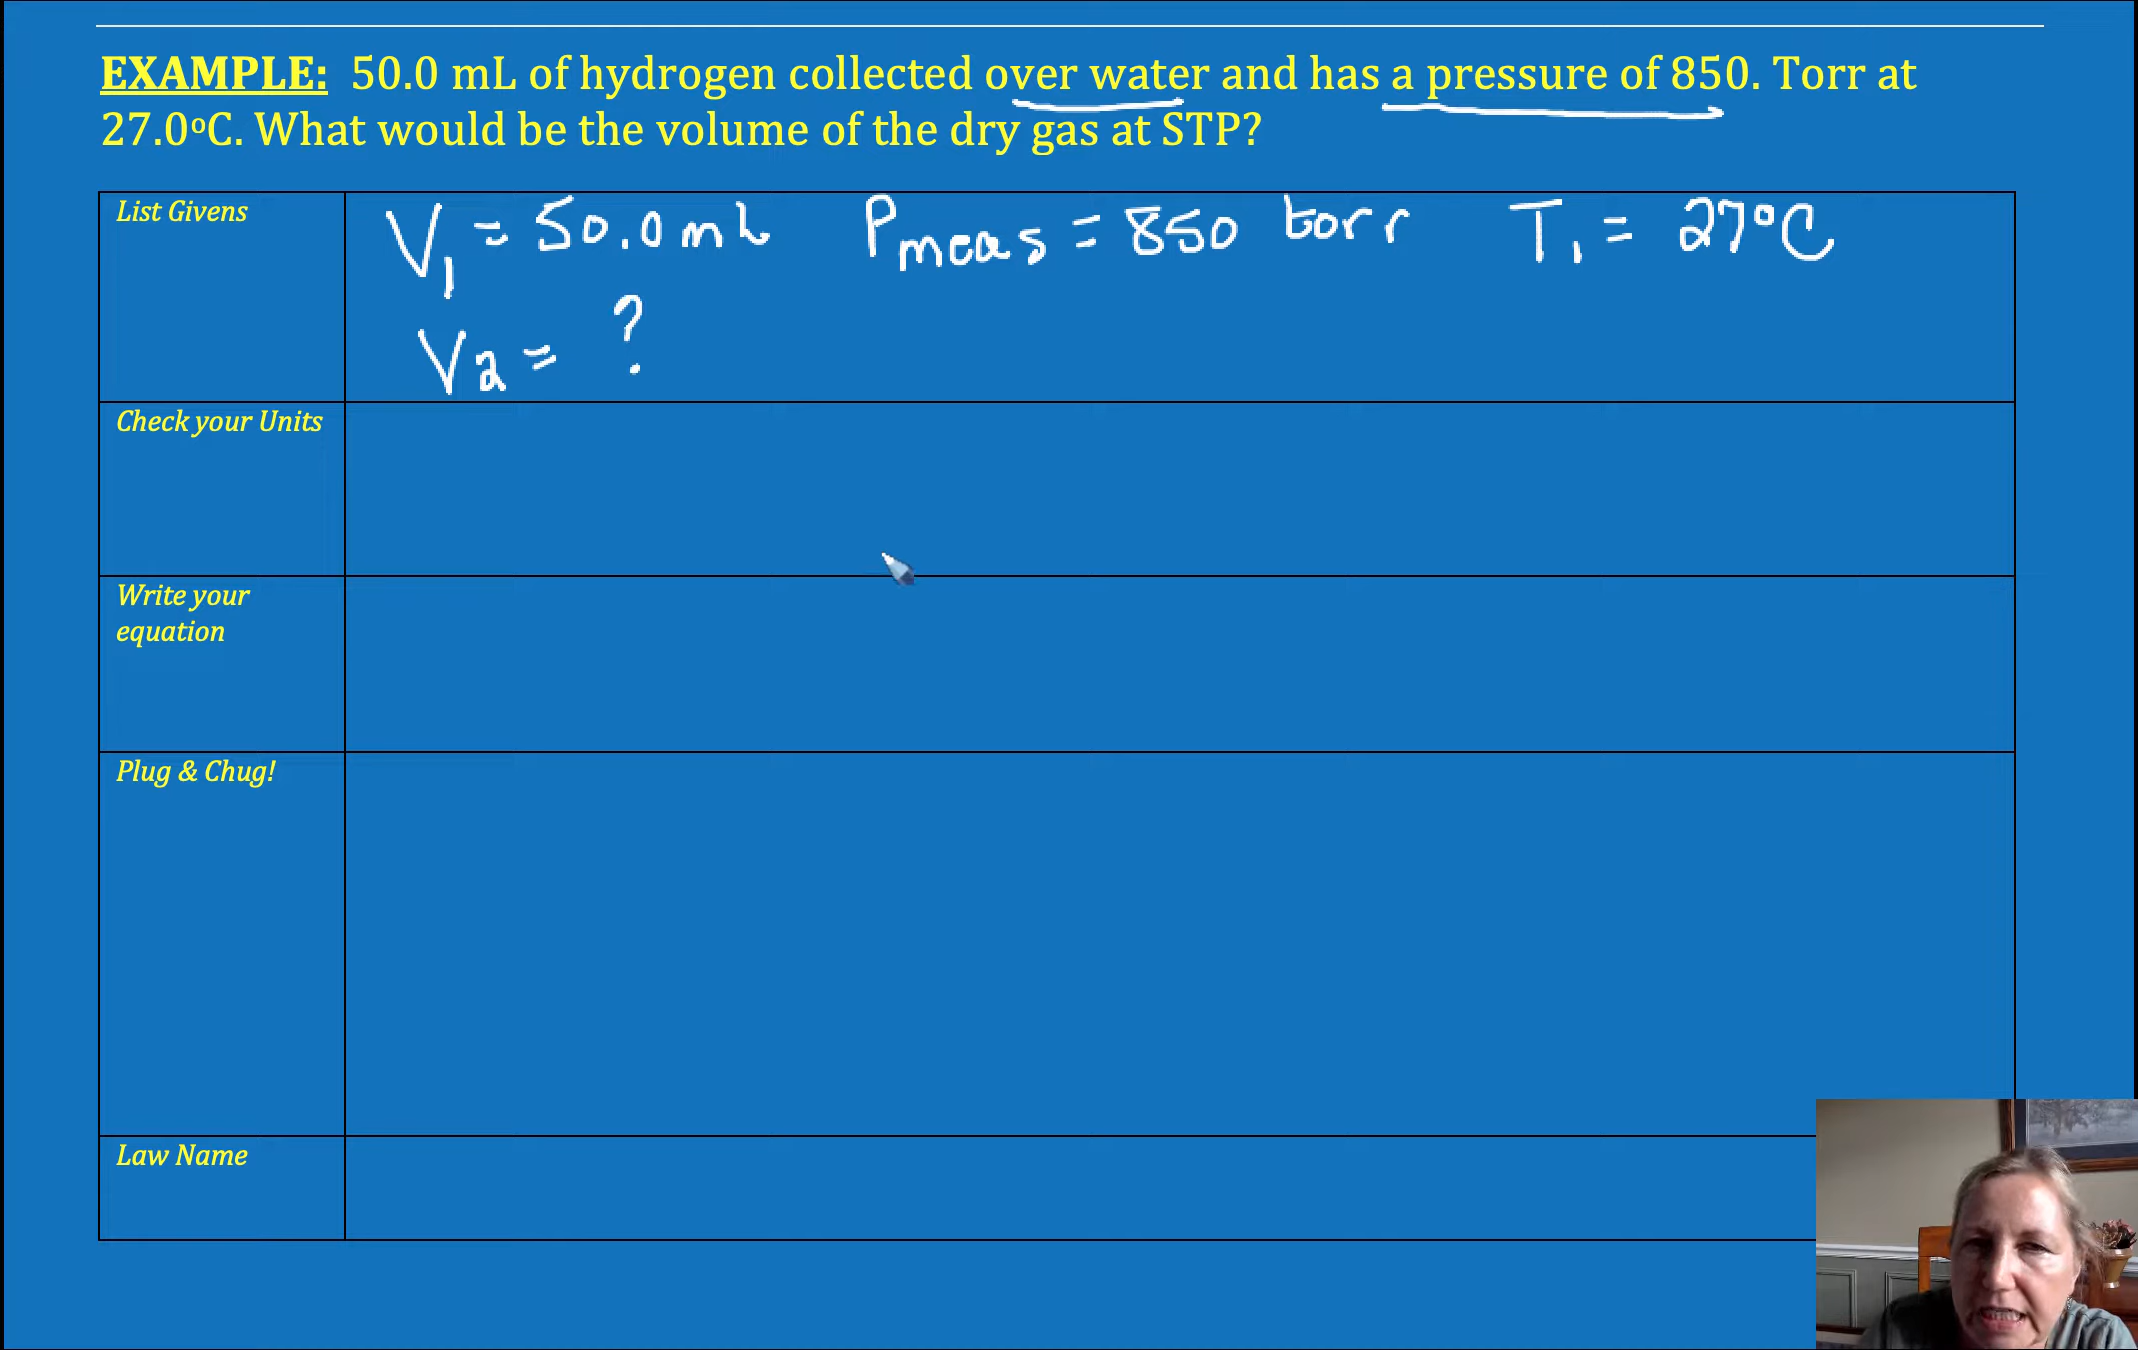 EXAMPLE: 50.0 mL of hydrogen collected over water and has a pressure of 850. Torr at
27.0°C. What would be the volume of the dry gas at STP?
List Givens
V₁ = 50.0 mL P meas = 850 torr T₁ = 27°C
V₂ = ?
Check your Units
Write your
equation
Plug & Chug!
Law Name